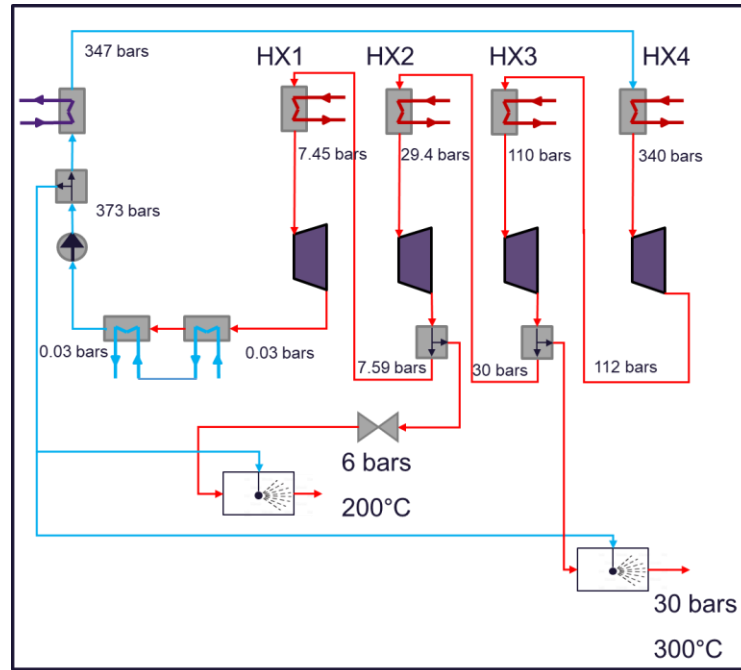 HX1
HX2
HX3
HX4
347 bars
7.45 bars
29.4 bars
110 bars
340 bars
373 bars
0.03 bars
0.03 bars
7.59 bars
30 bars
112 bars
6 bars
200°C
30 bars
300°C